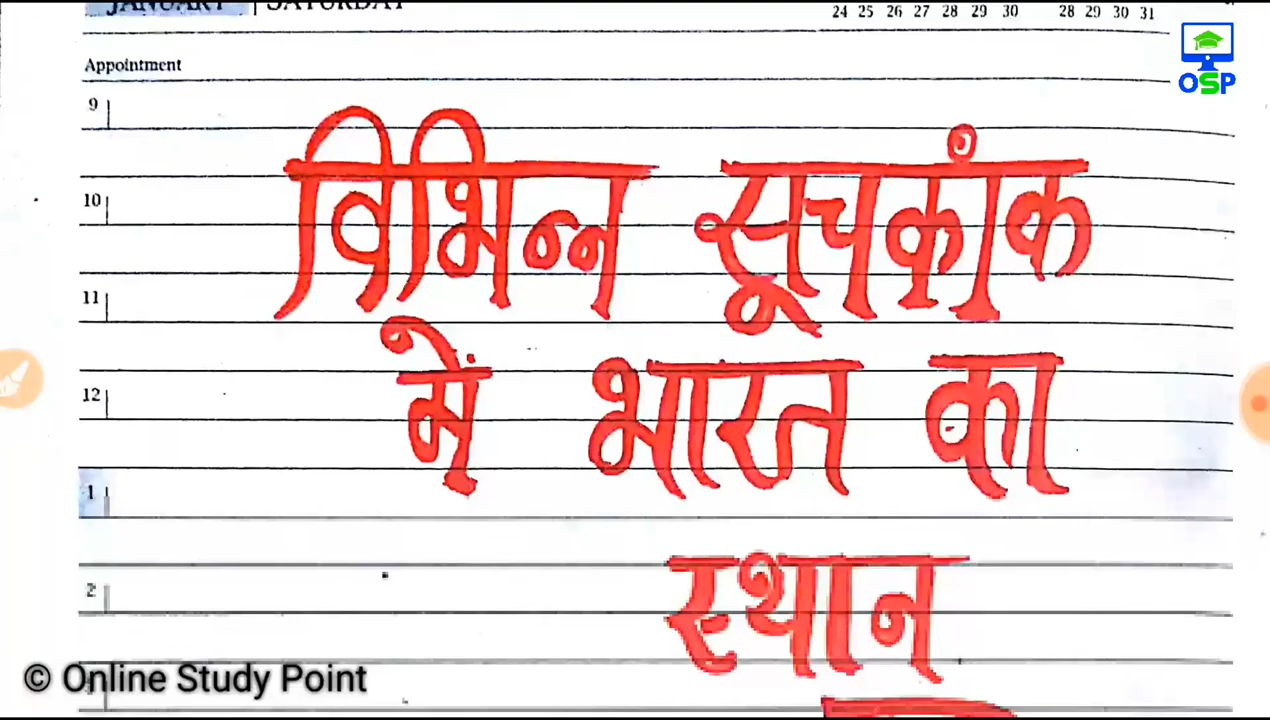 JANUARY | SATURDAY
24 25 26 27 28 29 30 28 29 30 31
OSP
Appointment
9
विभिन्न सूचकांक
10
11
में भारत का
12
1
स्थान
2
© Online Study Point